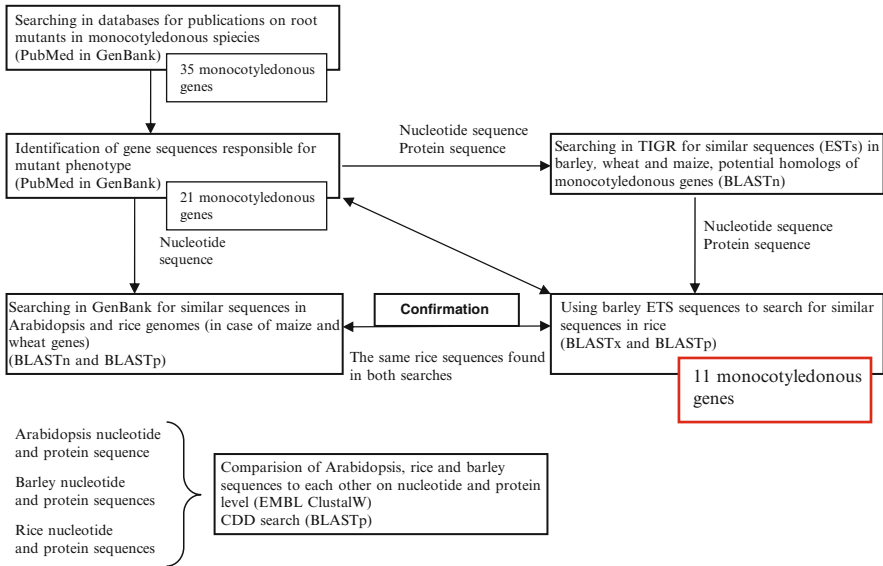 Searching in databases for publications on root
mutants in monocotyledonous spiecies
(PubMed in GenBank)
35 monocotyledonous
genes
Identification of gene sequences responsible for
mutant phenotype
(PubMed in GenBank)
21 monocotyledonous
genes
Nucleotide sequence
Protein sequence
Searching in TIGR for similar sequences (ESTs) in
barley, wheat and maize, potential homologs of
monocotyledonous genes (BLASTn)
Nucleotide
sequence
Nucleotide sequence
Protein sequence
Searching in GenBank for similar sequences in
Arabidopsis and rice genomes (in case of maize and
wheat genes)
(BLASTn and BLASTp)
Confirmation
The same rice sequences found
in both searches
Using barley ETS sequences to search for similar
sequences in rice
(BLASTx and BLASTp)
11 monocotyledonous
genes
Arabidopsis nucleotide
and protein sequence
Barley nucleotide
and protein sequences
Rice nucleotide
and protein sequences
Comparision of Arabidopsis, rice and barley
sequences to each other on nucleotide and protein
level (EMBL ClustalW)
CDD search (BLASTp)